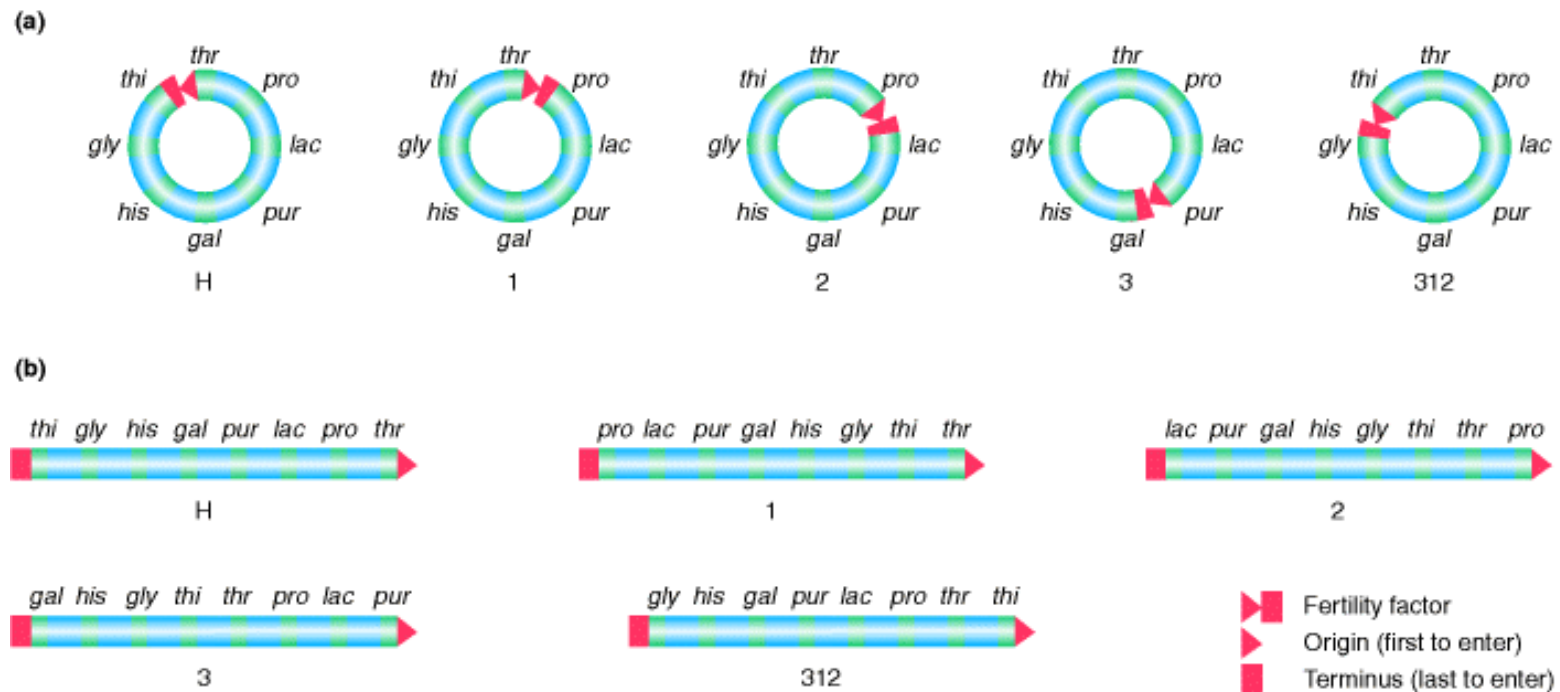 (a)
thr thr thr thr thr
thi pro thi pro thi pro thi pro thi pro
gly lac gly lac gly lac gly lac gly lac
his pur his pur his pur his pur his pur
gal gal gal gal gal
H 1 2 3 312
(b)
thi gly his gal pur lac pro thr pro lac pur gal his gly thi thr lac pur gal his gly thi thr pro
H 1 2
gal his gly thi thr pro lac pur gly his gal pur lac pro thr thi
Fertility factor
Origin (first to enter)
3 312
Terminus (last to enter)